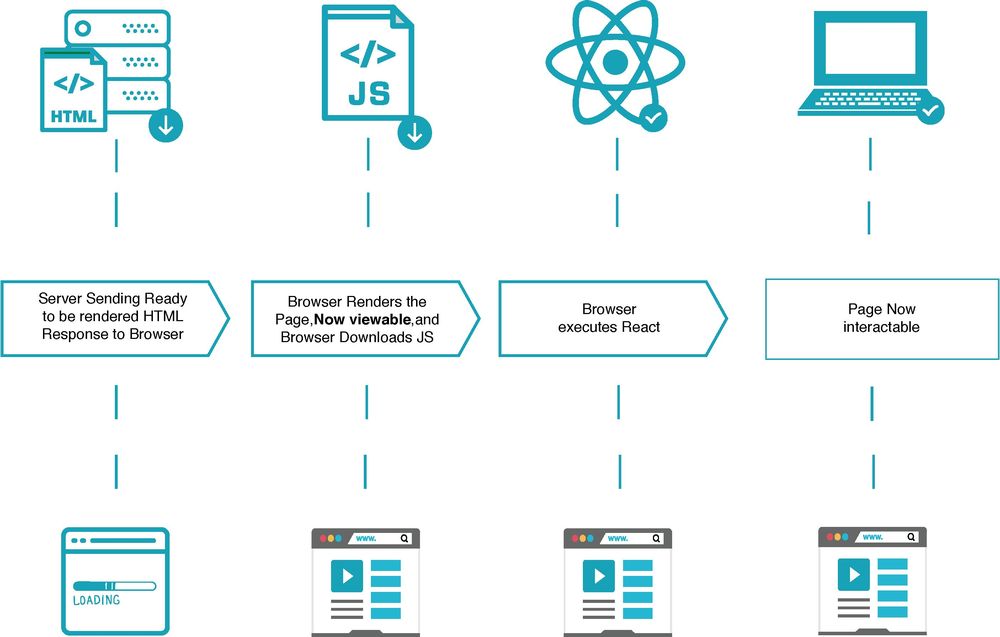 </>
HTML
</>
JS
Server Sending Ready
to be rendered HTML
Response to Browser
Browser Renders the
Page,Now viewable,and
Browser Downloads JS
Browser
executes React
Page Now
interactable
LOADING
www.
www.
www.